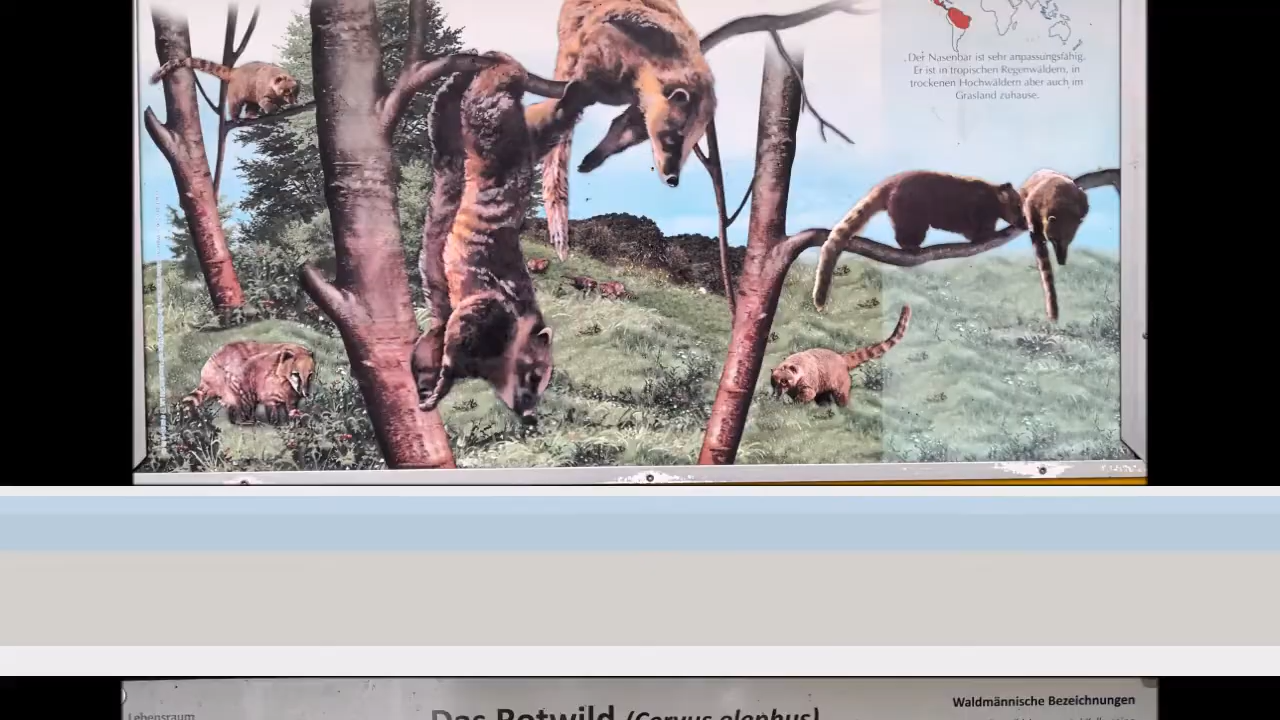 Der Nasenbär ist sehr anpassungsfähig.
Er ist in tropischen Regenwäldern, in
trockenen Hochwäldern aber auch im
Grasland zuhause.
Waldmännische Bezeichnungen
Lebensraum
Das Rotwild (Cervus elaphus)